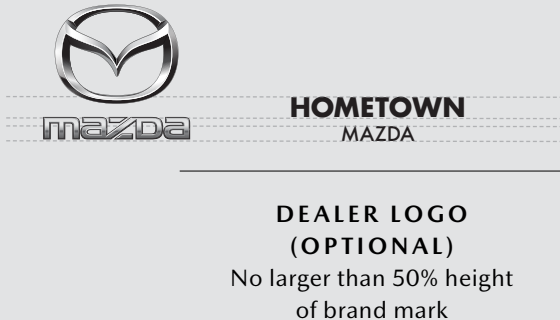 mazda
HOMETOWN
MAZDA
DEALER LOGO
(OPTIONAL)
No larger than 50% height
of brand mark